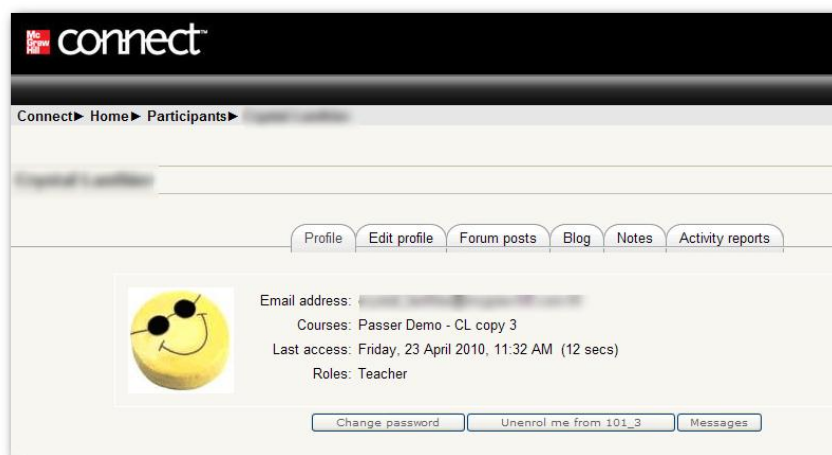 Mc
Graw
Hill
connect™
Connect► Home► Participants►
Profile Edit profile Forum posts Blog Notes Activity reports
Email address:
Courses: Passer Demo - CL copy 3
Last access: Friday, 23 April 2010, 11:32 AM (12 secs)
Roles: Teacher
Change password Unenrol me from 101_3 Messages